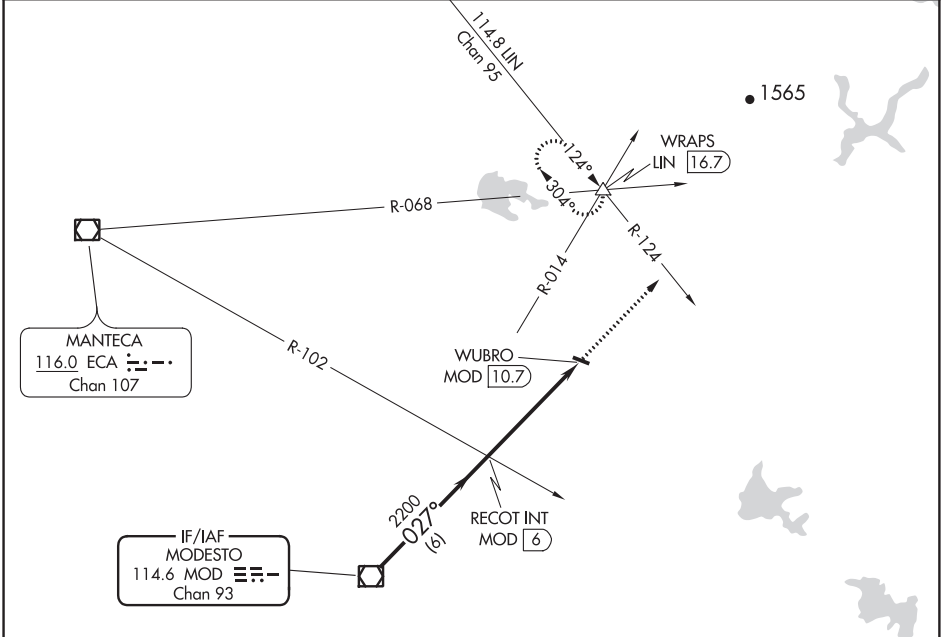 114.8 LIN
Chan 95
1565
WRAPS
LIN 16.7
124°
304°
R-068
R-124
R-014
MANTECA
116.0 ECA
Chan 107
R-102
WUBRO
MOD 10.7
2200
027°
(6)
RECOT INT
MOD 6
IF/IAF
MODESTO
114.6 MOD
Chan 93